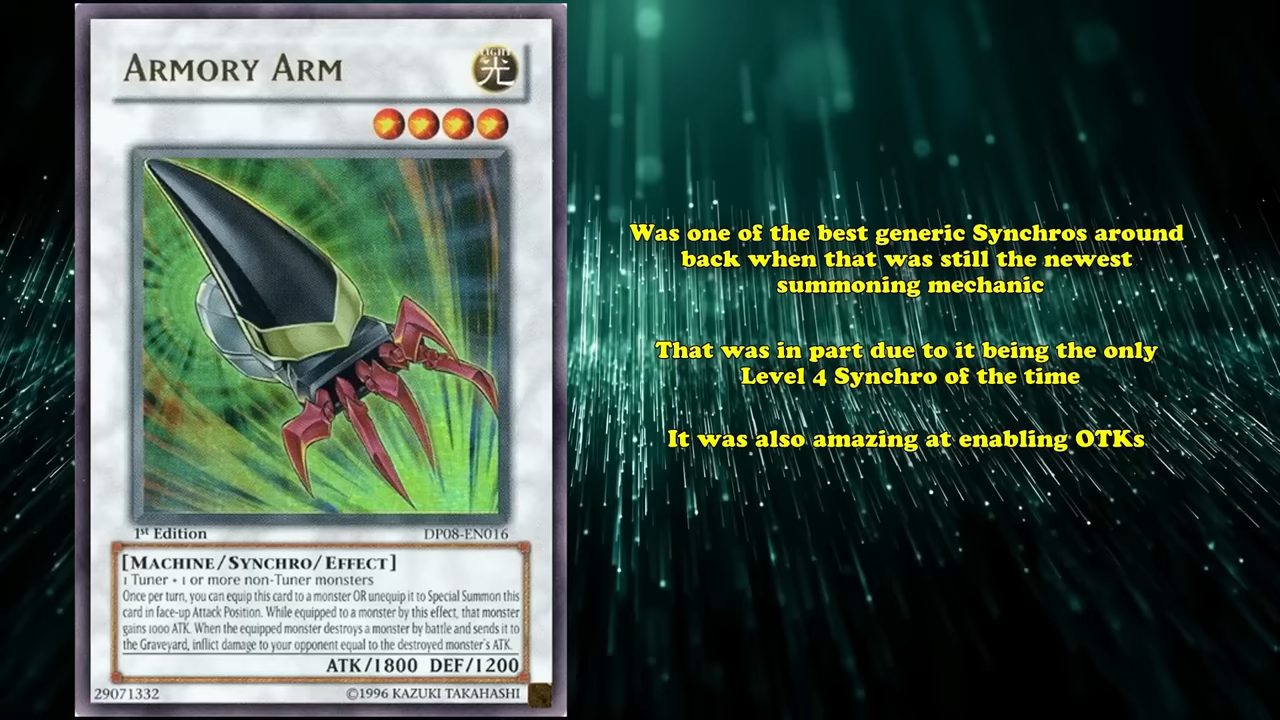 ARMORY ARM
LIGHT
光
1st Edition
DP08-EN016
[MACHINE/SYNCHRO/EFFECT]
1 Tuner + 1 or more non-Tuner monsters
Once per turn, you can equip this card to a monster OR unequip it to Special Summon this
card in face-up Attack Position. While equipped to a monster by this effect, that monster
gains 1000 ATK. When the equipped monster destroys a monster by battle and sends it to
the Graveyard, inflict damage to your opponent equal to the destroyed monster's ATK.
ATK/1800 DEF/1200
29071332
©1996 KAZUKI TAKAHASHI
Was one of the best generic Synchros around
back when that was still the newest
summoning mechanic
That was in part due to it being the only
Level 4 Synchro of the time
It was also amazing at enabling OTKs